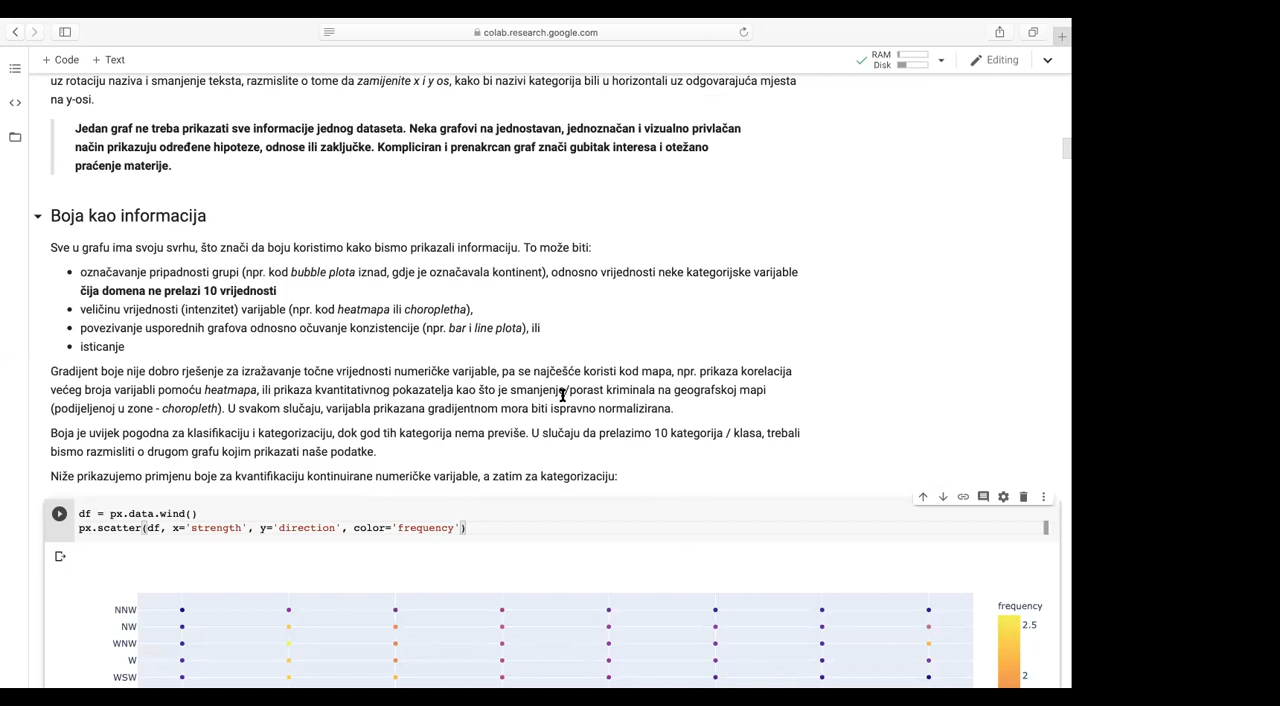 colab.research.google.com
+ Code + Text
RAM
Disk
Editing
uz rotaciju naziva i smanjenje teksta, razmislite o tome da zamijenite x i y os, kako bi nazivi kategorija bili u horizontali uz odgovarajuća mjesta
na y-osi.
Jedan graf ne treba prikazati sve informacije jednog dataseta. Neka grafovi na jednostavan, jednoznačan i vizualno privlačan
način prikazuju određene hipoteze, odnose ili zaključke. Kompliciran i prenakrcan graf znači gubitak interesa i otežano
praćenje materije.
Boja kao informacija
Sve u grafu ima svoju svrhu, što znači da boju koristimo kako bismo prikazali informaciju. To može biti:
• označavanje pripadnosti grupi (npr. kod bubble plota iznad, gdje je označavala kontinent), odnosno vrijednosti neke kategorijske varijable
čija domena ne prelazi 10 vrijednosti
• veličinu vrijednosti (intenzitet) varijable (npr. kod heatmapa ili choropletha),
• povezivanje usporednih grafova odnosno očuvanje konzistencije (npr. bar i line plota), ili
• isticanje
Gradijent boje nije dobro rješenje za izražavanje točne vrijednosti numeričke varijable, pa se najčešće koristi kod mapa, npr. prikaza korelacija
većeg broja varijabli pomoću heatmapa, ili prikaza kvantitativnog pokazatelja kao što je smanjenje/porast kriminala na geografskoj mapi
(podijeljenoj u zone - choropleth). U svakom slučaju, varijabla prikazana gradijentnom mora biti ispravno normalizirana.
Boja je uvijek pogodna za klasifikaciju i kategorizaciju, dok god tih kategorija nema previše. U slučaju da prelazimo 10 kategorija / klasa, trebali
bismo razmisliti o drugom grafu kojim prikazati naše podatke.
Niže prikazujemo primjenu boje za kvantifikaciju kontinuirane numeričke varijable, a zatim za kategorizaciju:
df = px.data.wind()
px.scatter(df, x='strength', y='direction', color='frequency')
NNW
NW
WNW
W
WSW
frequency
2.5
2